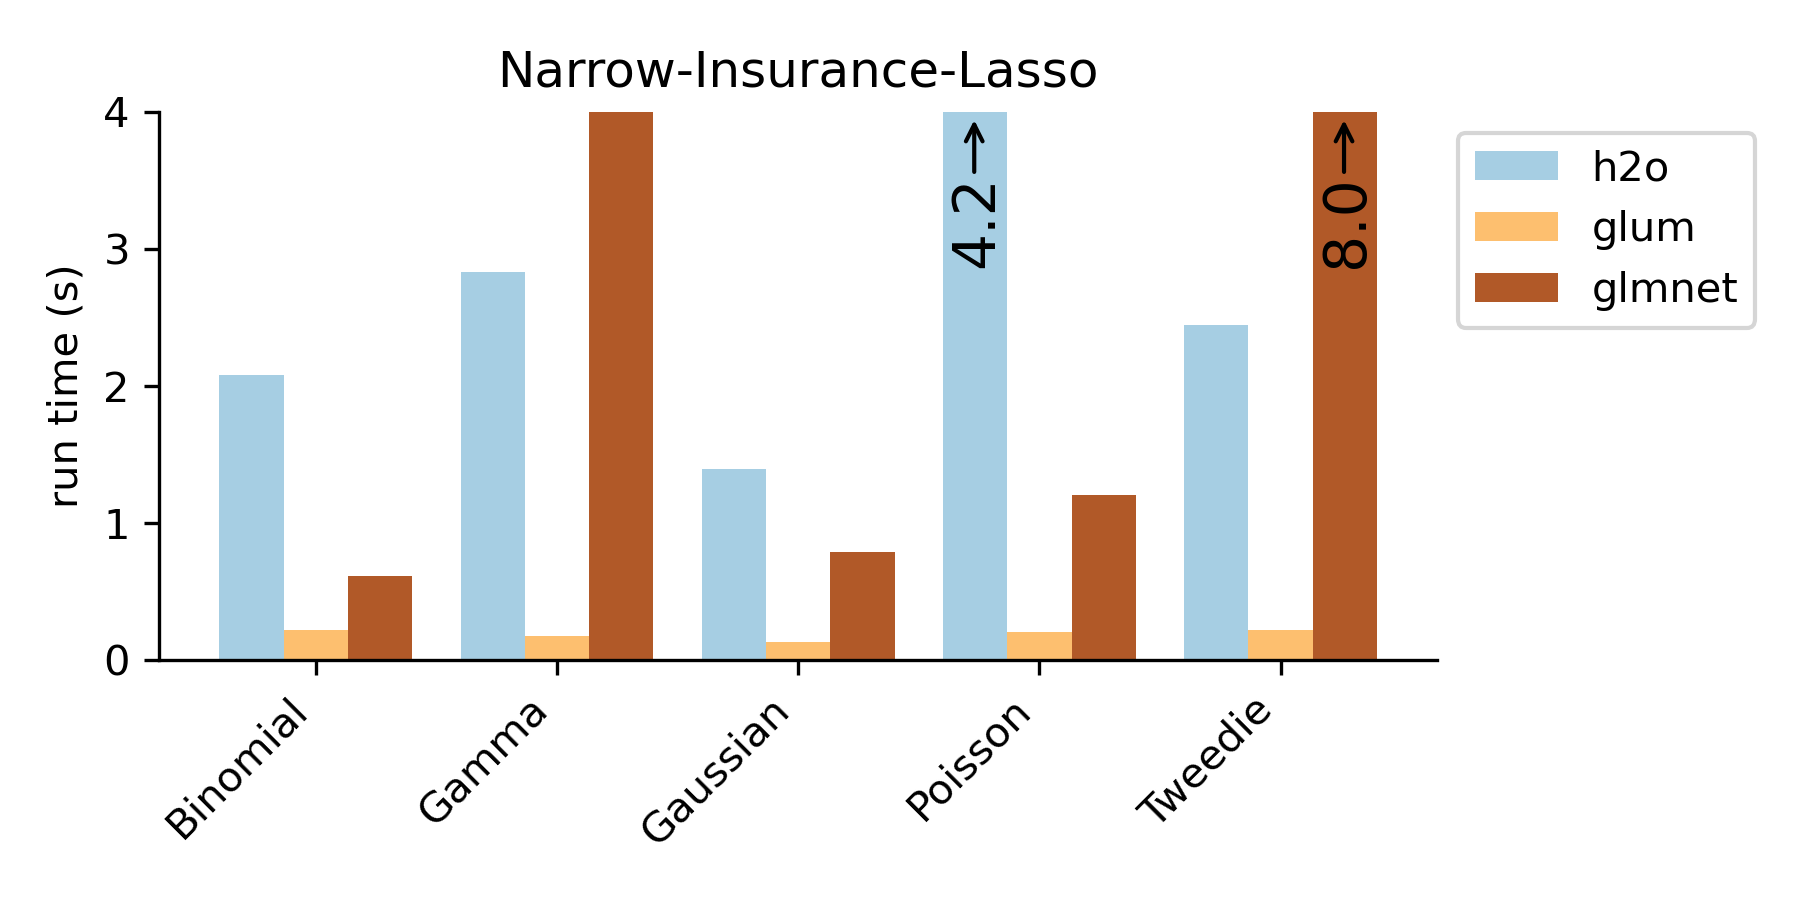 Narrow-Insurance-Lasso
run time (s)
4
3
2
1
0
4.2→
8.0→
Binomial
Gamma
Gaussian
Poisson
Tweedie
h2o
glum
glmnet